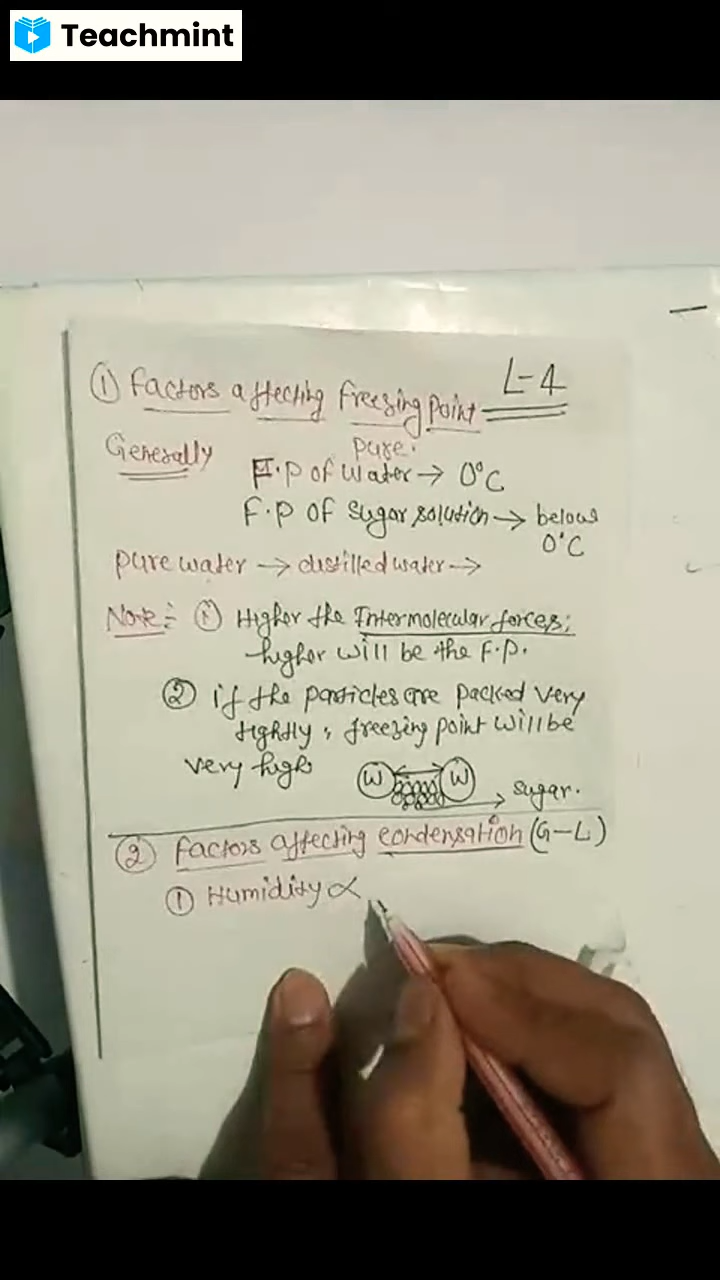 Teachmint
L-4
① Factors affecting Freezing Point
Generally
pure.
F.P of Water → 0°C
F.P OF Sugar solution → below
0°C
Pure water → distilled water →
Note:- ① Higher the Intermolecular forces;
higher will be the F.P.
② if the particles are packed very
tightly, freezing point will be
very high
W W
sugar.
② Factors affecting condensation (G-L)
① Humidity ∝